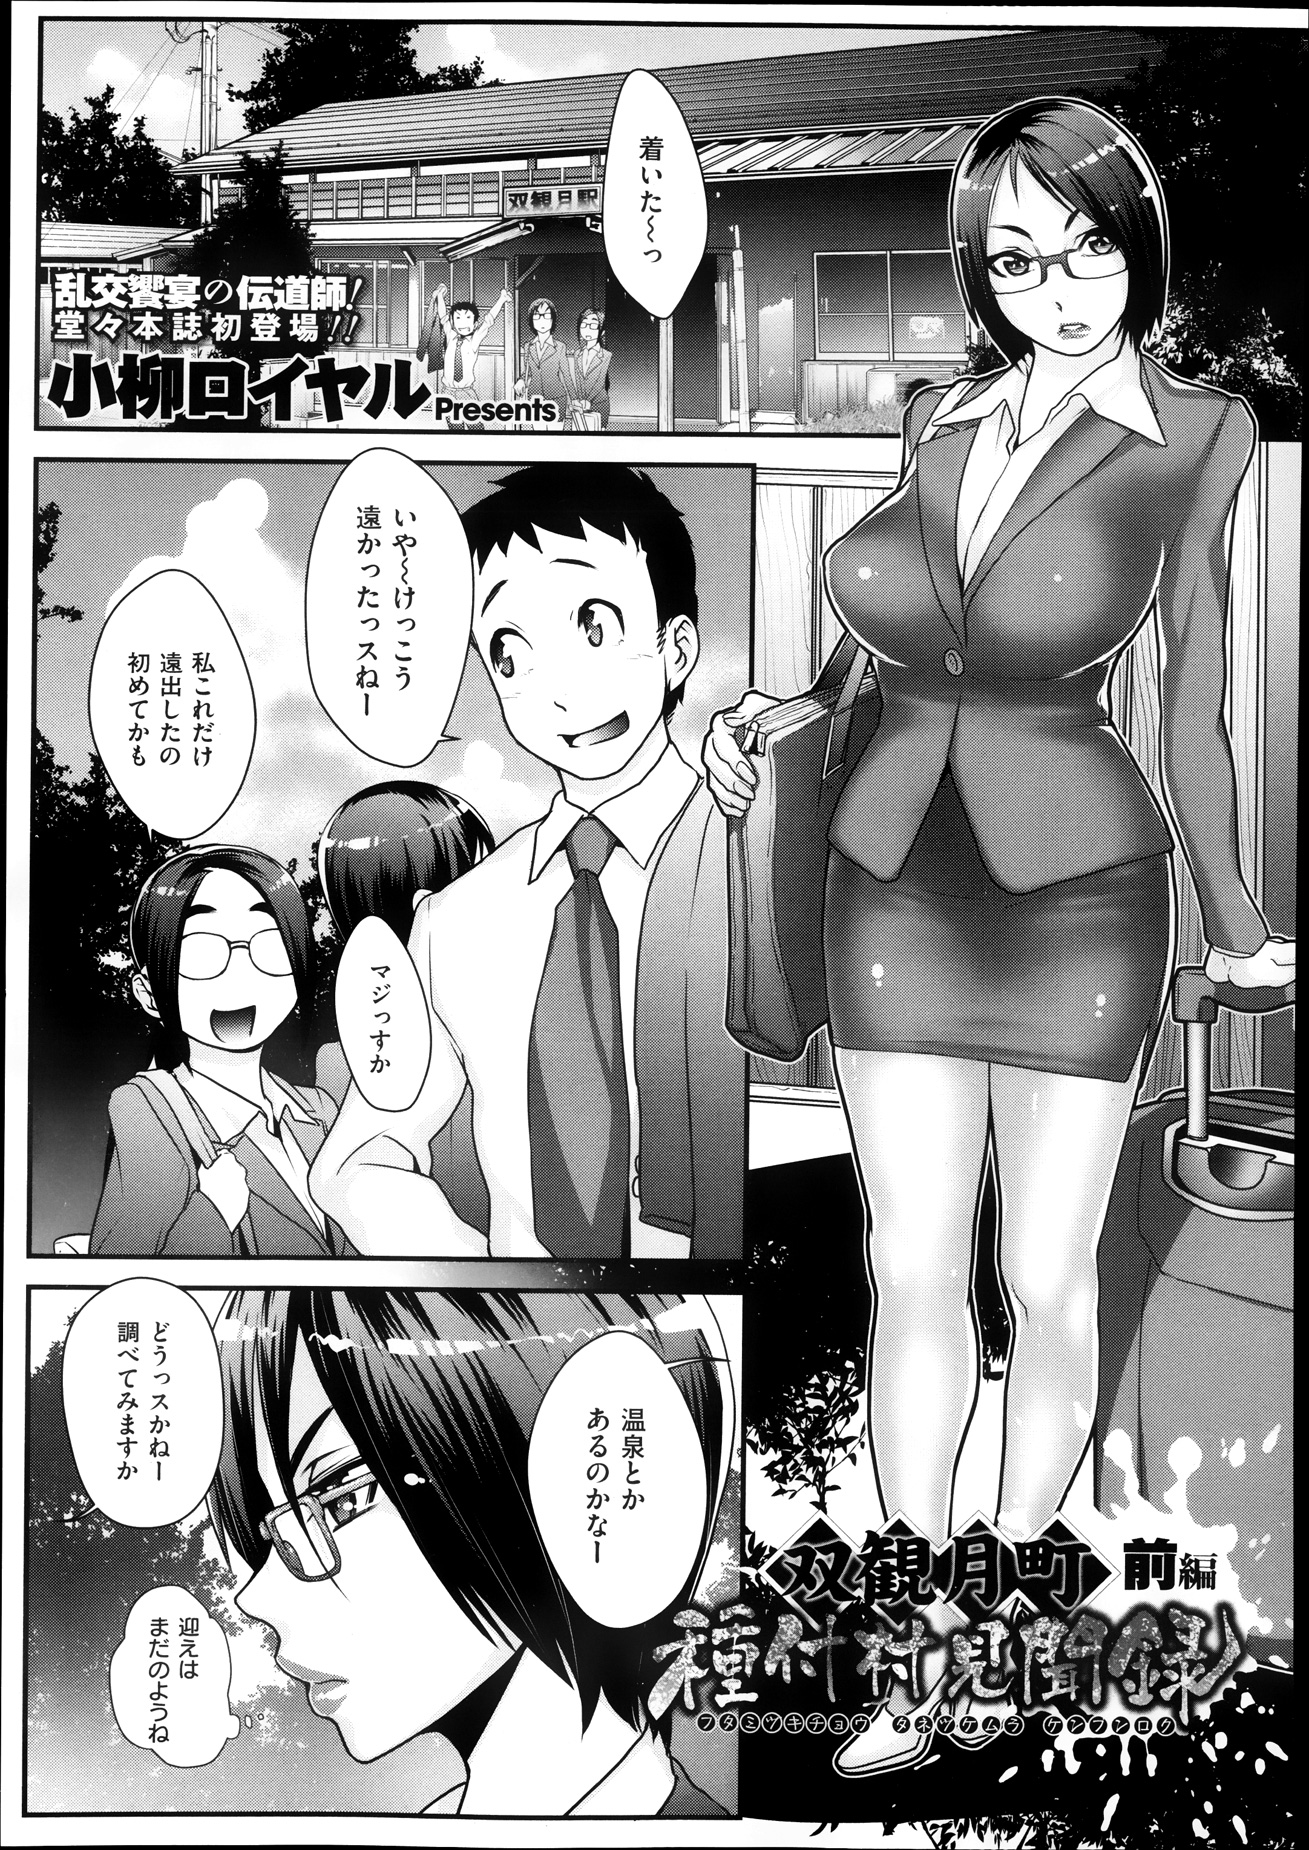 着いた〜っ
双観月駅
乱交饗宴の伝道師!
堂々本誌初登場!!
小柳ロイヤル Presents
いや〜けっこう
遠かったっスねー
私これだけ
遠出したの
初めてかも
マジっすか
温泉とか
あるのかなー
どうっスかねー
調べてみますか
迎えは
まだのようね
双観月町 前編
種付村見聞録
フタミツキチョウ タネツケムラ ケンブンロク